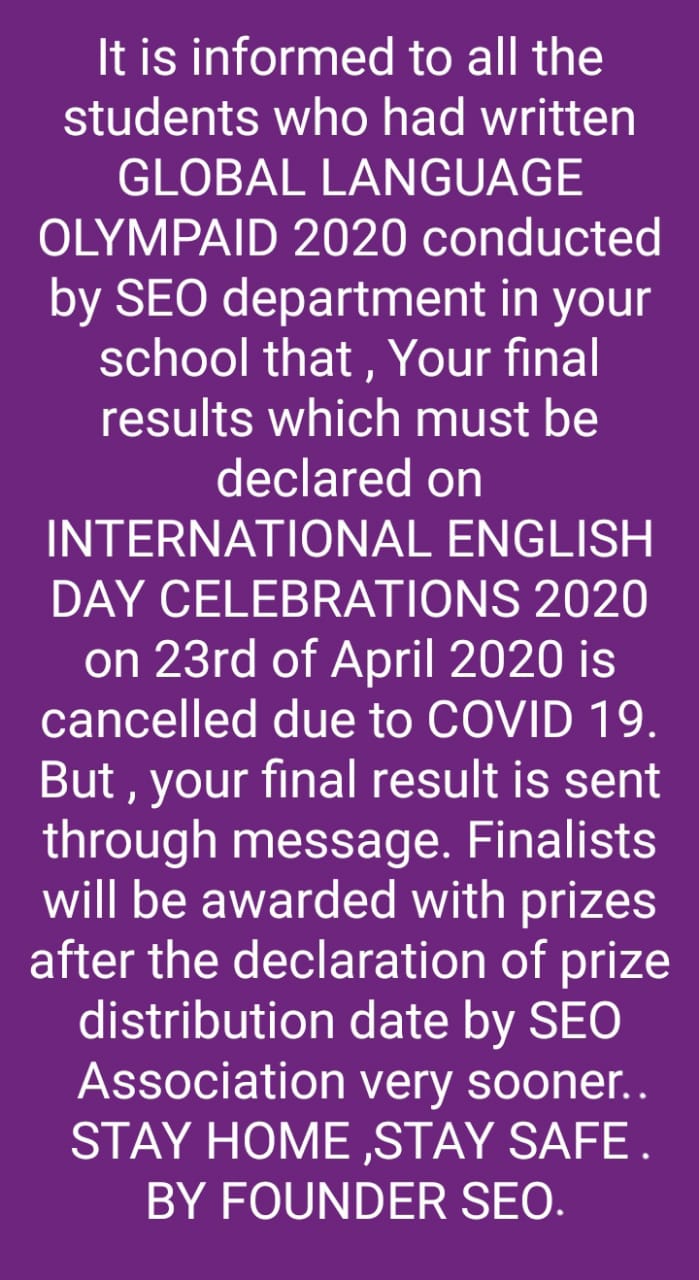 It is informed to all the
students who had written
GLOBAL LANGUAGE
OLYMPAID 2020 conducted
by SEO department in your
school that , Your final
results which must be
declared on
INTERNATIONAL ENGLISH
DAY CELEBRATIONS 2020
on 23rd of April 2020 is
cancelled due to COVID 19.
But , your final result is sent
through message. Finalists
will be awarded with prizes
after the declaration of prize
distribution date by SEO
Association very sooner..
STAY HOME ,STAY SAFE .
BY FOUNDER SEO.